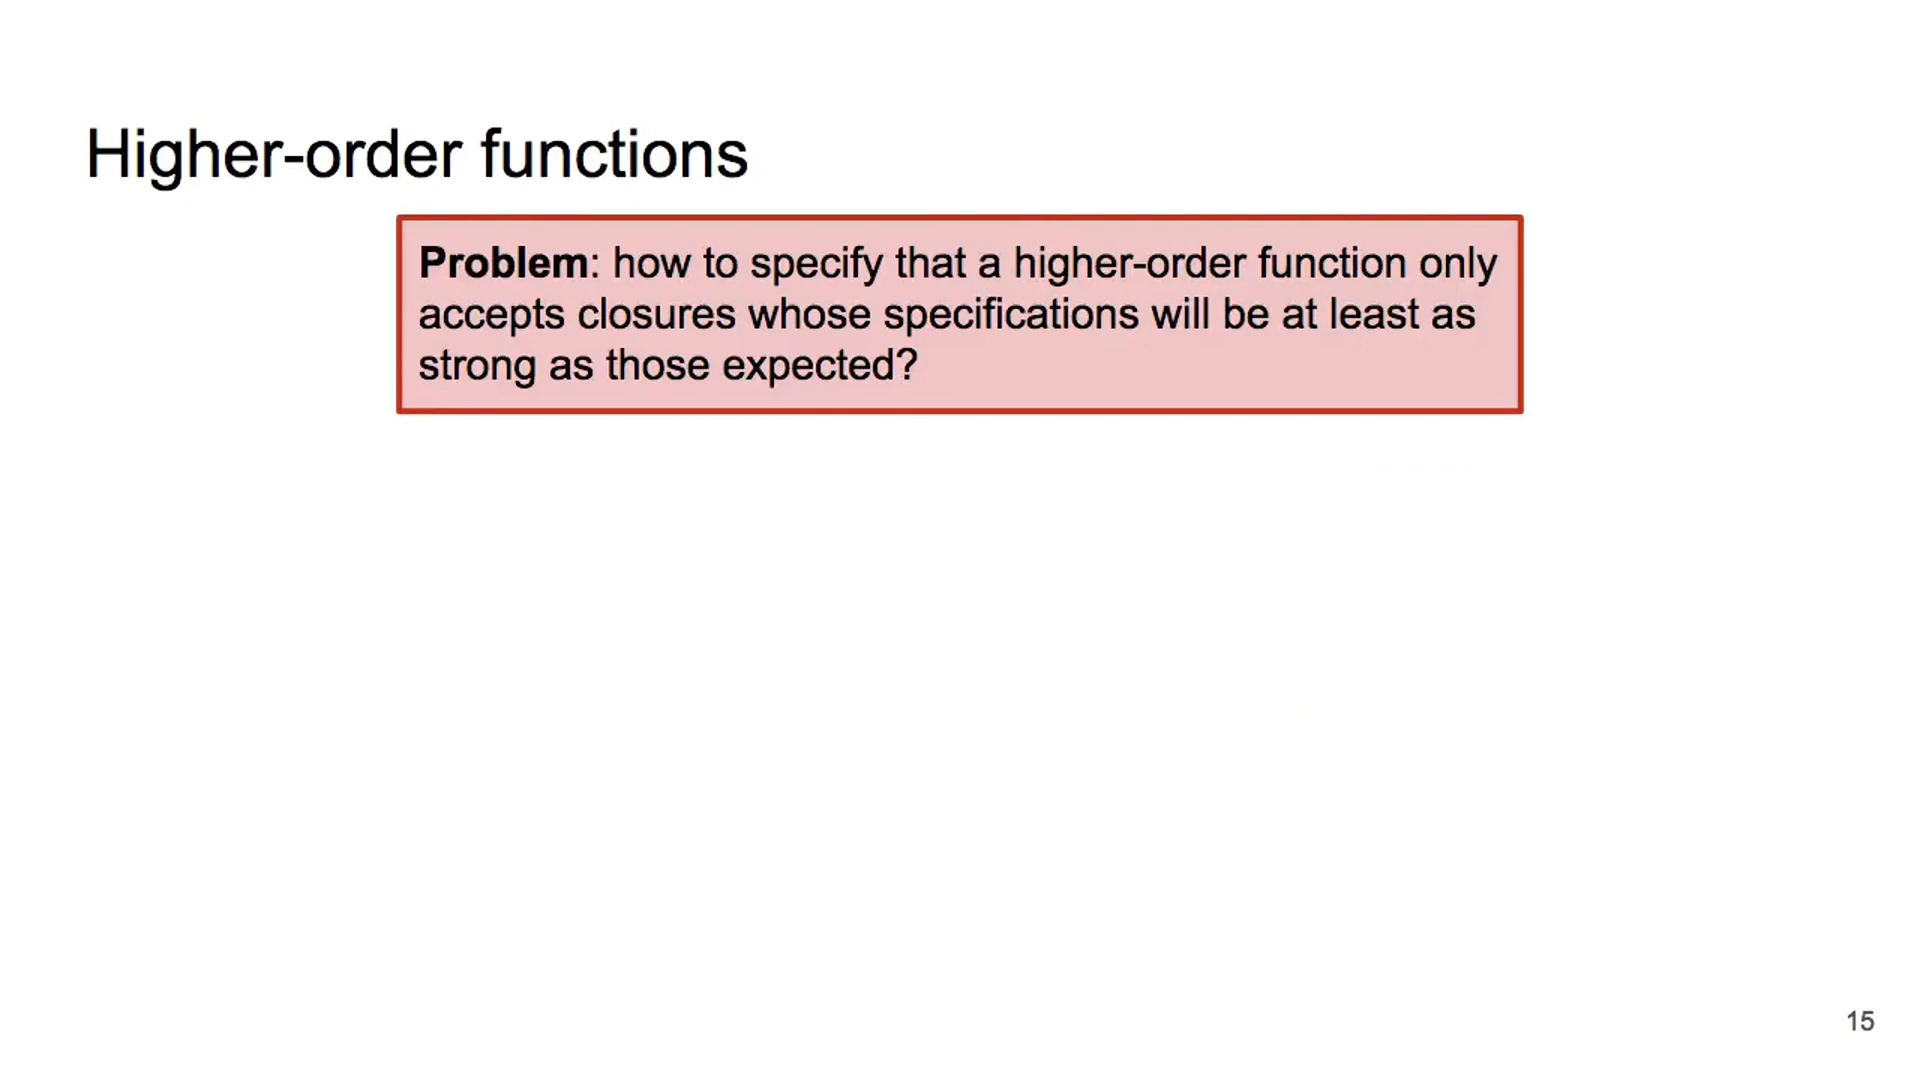 Higher-order functions
Problem: how to specify that a higher-order function only
accepts closures whose specifications will be at least as
strong as those expected?
15